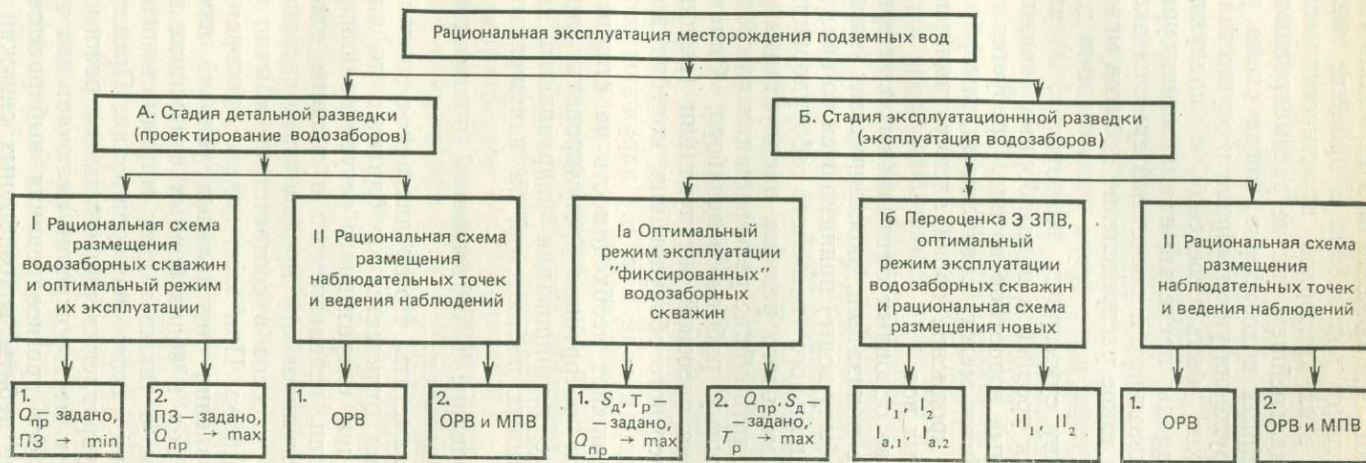 Рациональная эксплуатация месторождения подземных вод
А. Стадия детальной разведки
(проектирование водозаборов)
Б. Стадия эксплуатационнной разведки
(эксплуатация водозаборов)
I Рациональная схема
размещения
водозаборных скважин
и оптимальный режим
их эксплуатации
II Рациональная схема
размещения
наблюдательных точек
и ведения наблюдений
Iа Оптимальный
режим эксплуатации
"фиксированных"
водозаборных
скважин
Iб Переоценка Э ЗПВ,
оптимальный
режим эксплуатации
водозаборных скважин
и рациональная схема
размещения новых
II Рациональная схема
размещения
наблюдательных точек
и ведения наблюдений
1.
Qпр — задано,
ПЗ → min
2.
ПЗ — задано,
Qпр → max
1.
ОРВ
2.
ОРВ и МПВ
1. Sд, Tр —
— задано,
Qпр → max
2. Qпр, Sд —
— задано,
Tр → max
I1, I2
Iа,1, Iа,2
II1, II2
1.
ОРВ
2.
ОРВ и МПВ